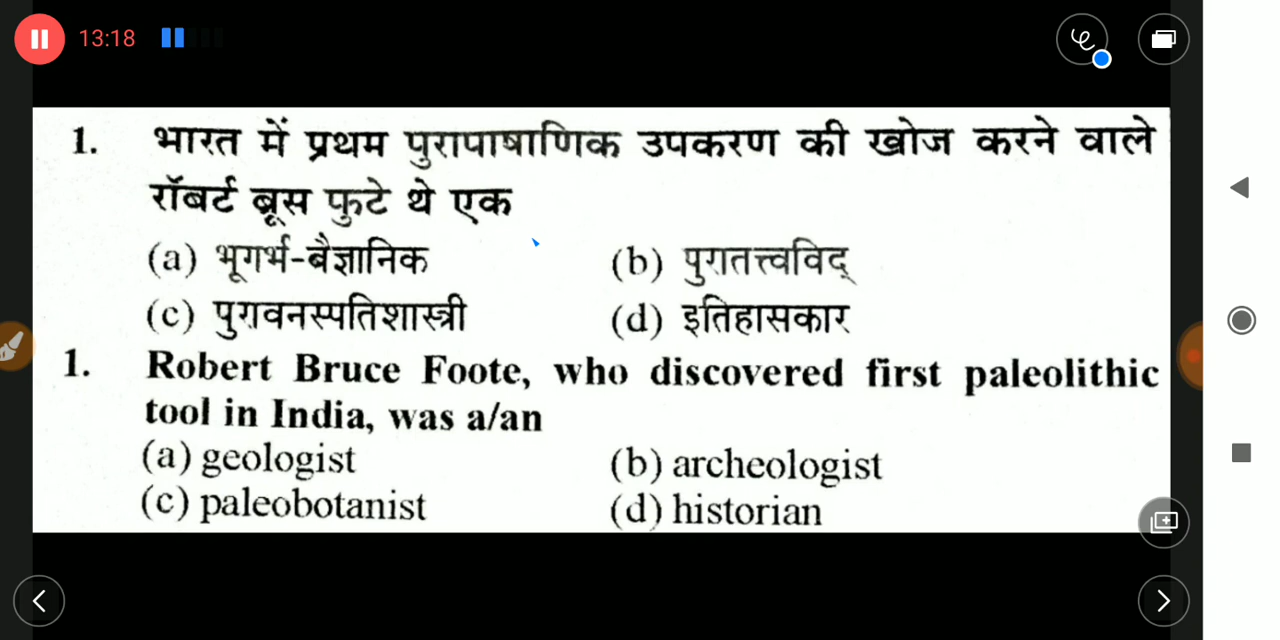 13:18
1. भारत में प्रथम पुरापाषाणिक उपकरण की खोज करने वाले
रॉबर्ट ब्रूस फुटे थे एक
(a) भूगर्भ-बैज्ञानिक (b) पुरातत्त्वविद्
(c) पुरावनस्पतिशास्त्री (d) इतिहासकार
1. Robert Bruce Foote, who discovered first paleolithic
tool in India, was a/an
(a) geologist (b) archeologist
(c) paleobotanist (d) historian